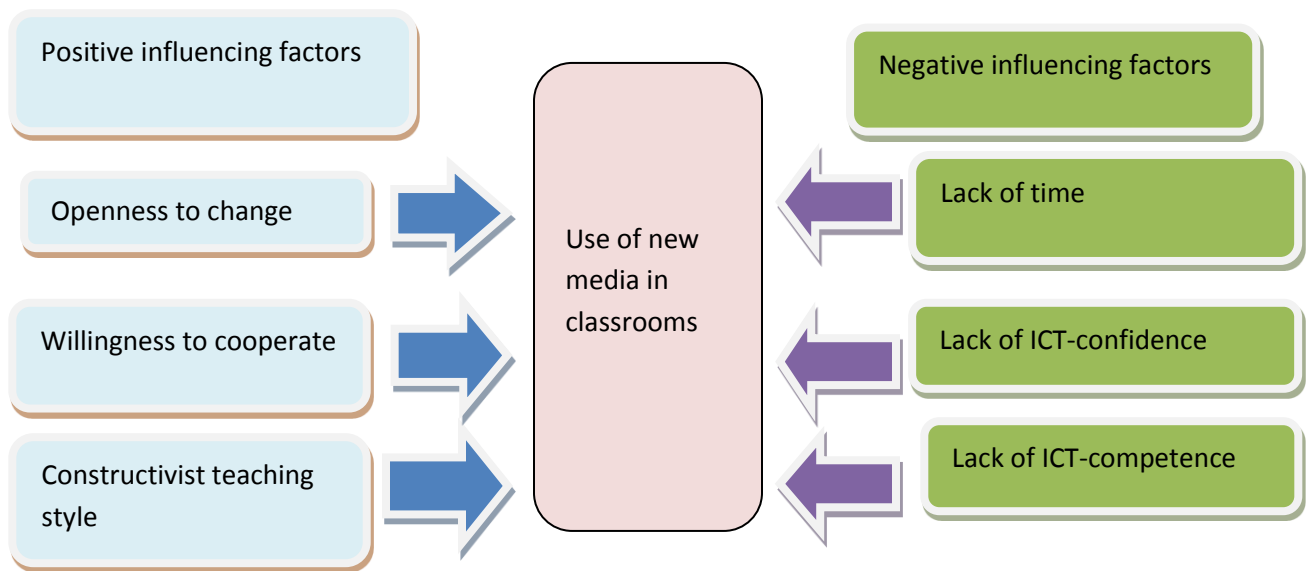 Positive influencing factors
Openness to change
Willingness to cooperate
Constructivist teaching
style
Use of new
media in
classrooms
Negative influencing factors
Lack of time
Lack of ICT-confidence
Lack of ICT-competence